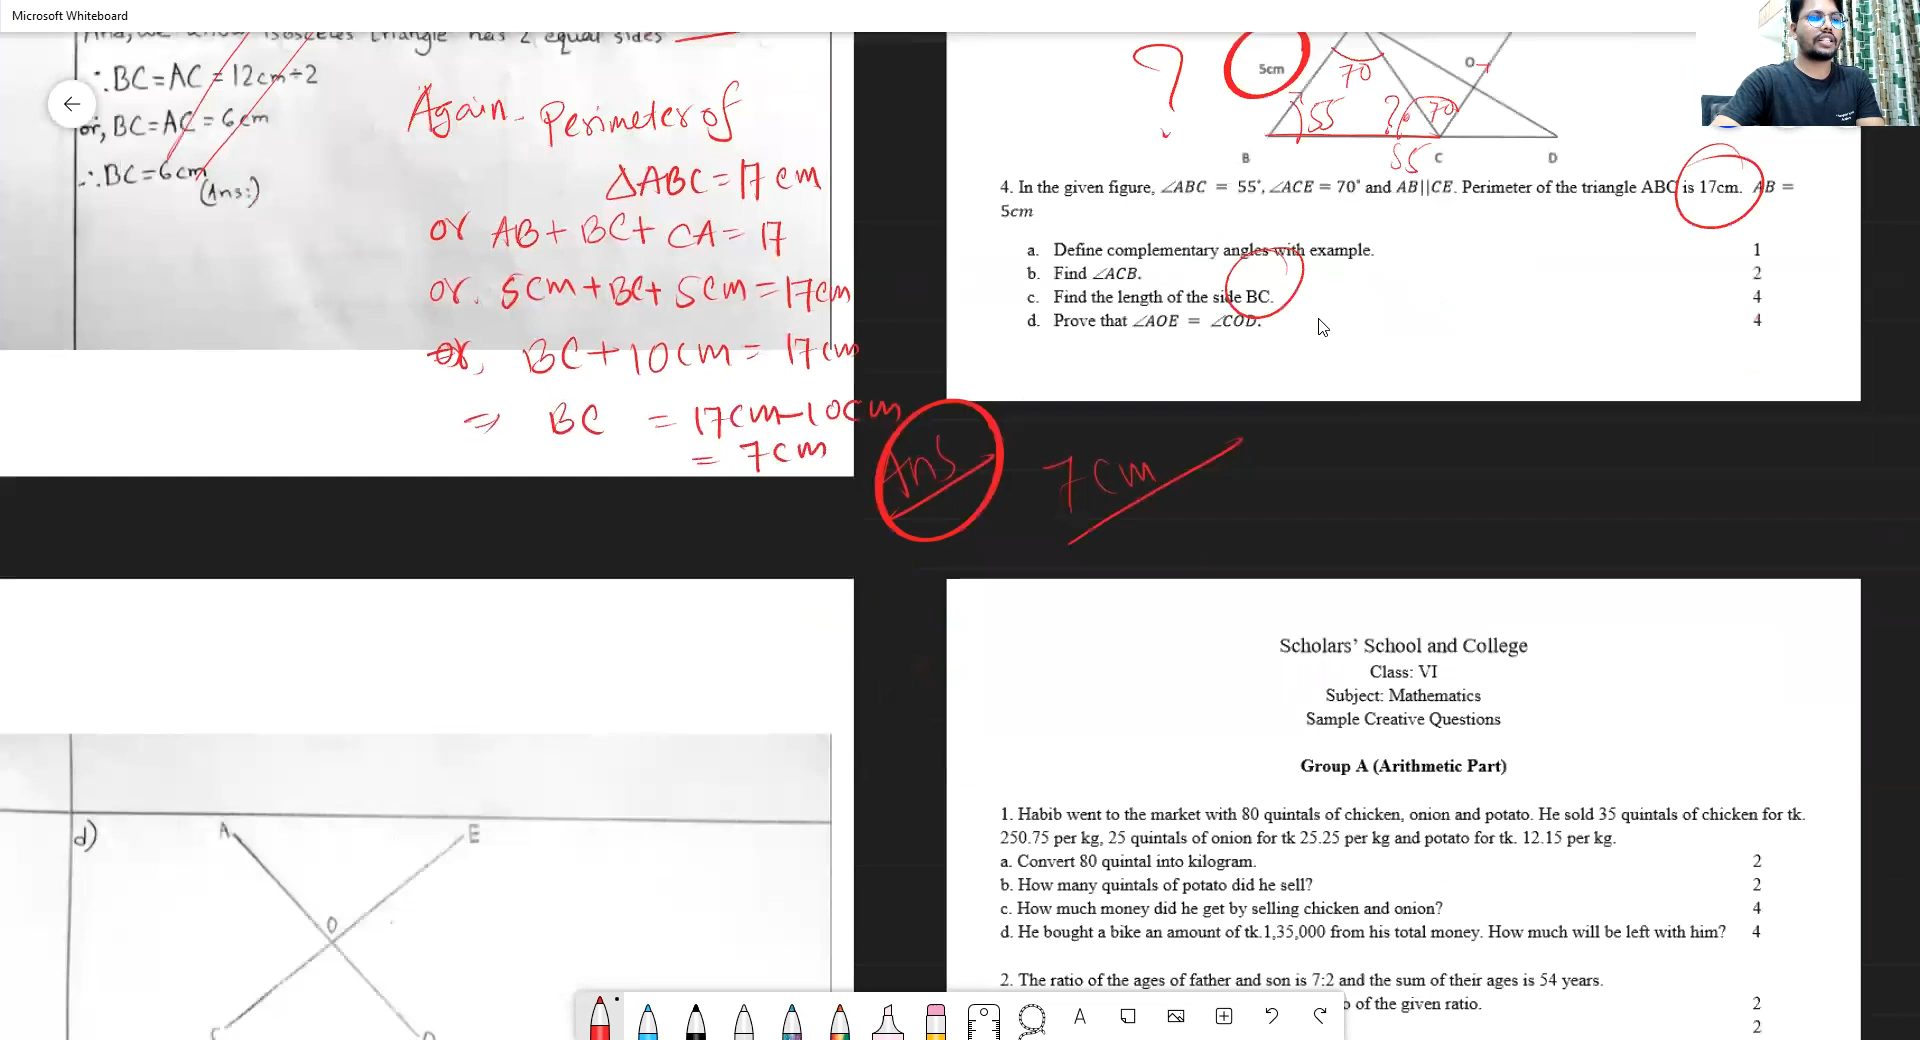 Microsoft Whiteboard
isosceles triangle has 2 equal sides
∴BC=AC=12cm÷2
or, BC=AC=6cm
∴BC=6cm
(Ans:)
Again- Perimeter of
△ABC=17cm
or AB+BC+CA=17
or. 5cm+BC+5cm=17cm
or, BC+10cm=17cm
⇒ BC =17cm-10cm
= 7cm
Ans 7cm
?
5cm
70
O
55
?
70
B
55
C
D
4. In the given figure, ∠ABC = 55°, ∠ACE = 70° and AB||CE. Perimeter of the triangle ABC is 17cm. AB =
5cm
a. Define complementary angles with example. 1
b. Find ∠ACB. 2
c. Find the length of the side BC. 4
d. Prove that ∠AOE = ∠COD. 4
d)
A
E
O
C
D
Scholars’ School and College
Class: VI
Subject: Mathematics
Sample Creative Questions
Group A (Arithmetic Part)
1. Habib went to the market with 80 quintals of chicken, onion and potato. He sold 35 quintals of chicken for tk.
250.75 per kg, 25 quintals of onion for tk 25.25 per kg and potato for tk. 12.15 per kg.
a. Convert 80 quintal into kilogram. 2
b. How many quintals of potato did he sell? 2
c. How much money did he get by selling chicken and onion? 4
d. He bought a bike an amount of tk.1,35,000 from his total money. How much will be left with him? 4
2. The ratio of the ages of father and son is 7:2 and the sum of their ages is 54 years.
of the given ratio. 2
2
A